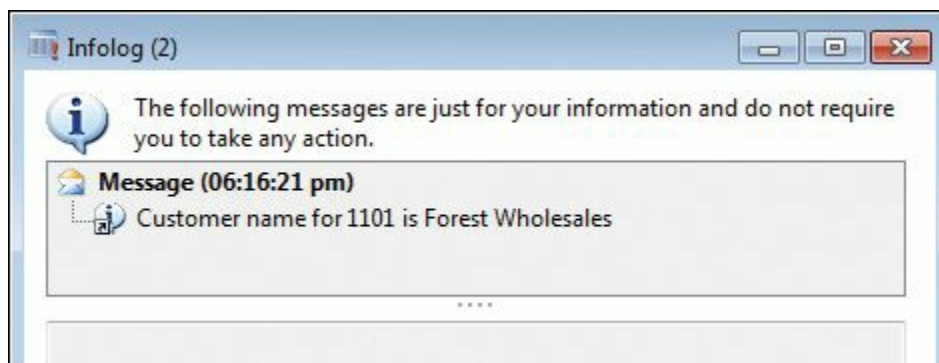 Infolog (2)
The following messages are just for your information and do not require
you to take any action.
Message (06:16:21 pm)
Customer name for 1101 is Forest Wholesales